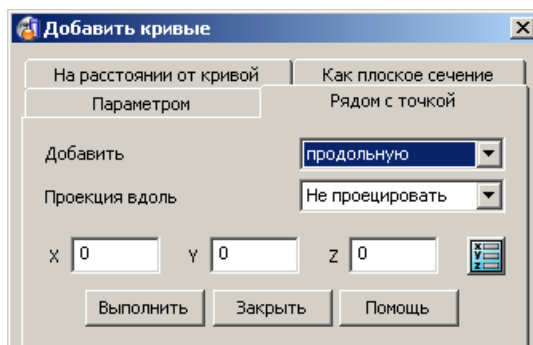 Добавить кривые
На расстоянии от кривой Как плоское сечение
Параметром Рядом с точкой
Добавить продольную
Проекция вдоль Не проецировать
X 0 Y 0 Z 0
Выполнить Закрыть Помощь